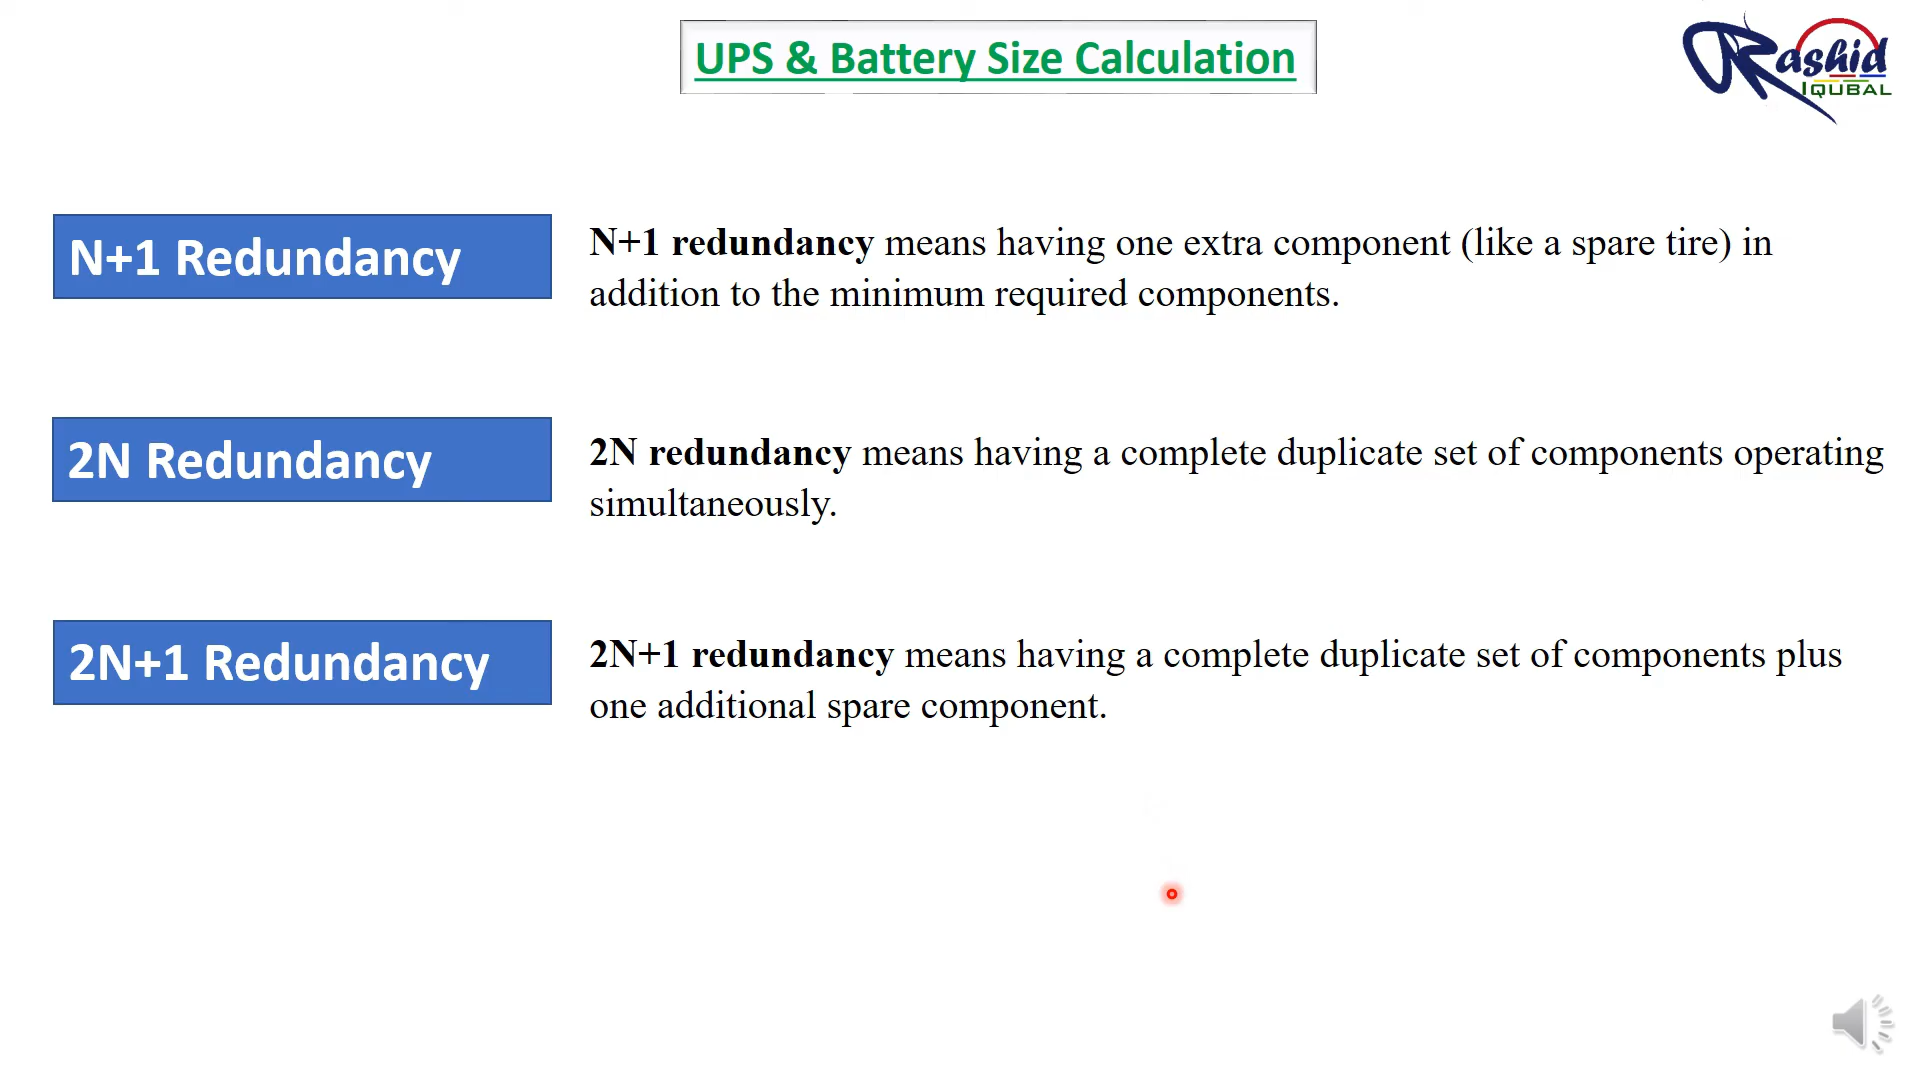 UPS & Battery Size Calculation
Rashid
IQUBAL
N+1 Redundancy
N+1 redundancy means having one extra component (like a spare tire) in
addition to the minimum required components.
2N Redundancy
2N redundancy means having a complete duplicate set of components operating
simultaneously.
2N+1 Redundancy
2N+1 redundancy means having a complete duplicate set of components plus
one additional spare component.